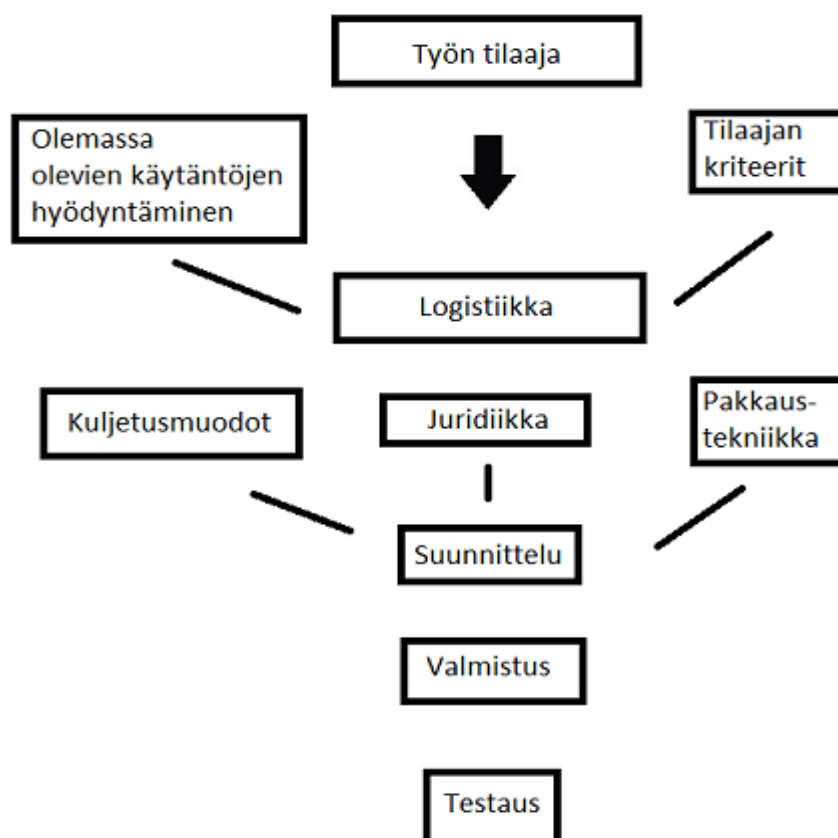 Työn tilaaja
Olemassa
olevien käytäntöjen
hyödyntäminen
Tilaajan
kriteerit
Logistiikka
Kuljetusmuodot
Juridiikka
Pakkaus-
tekniikka
Suunnittelu
Valmistus
Testaus